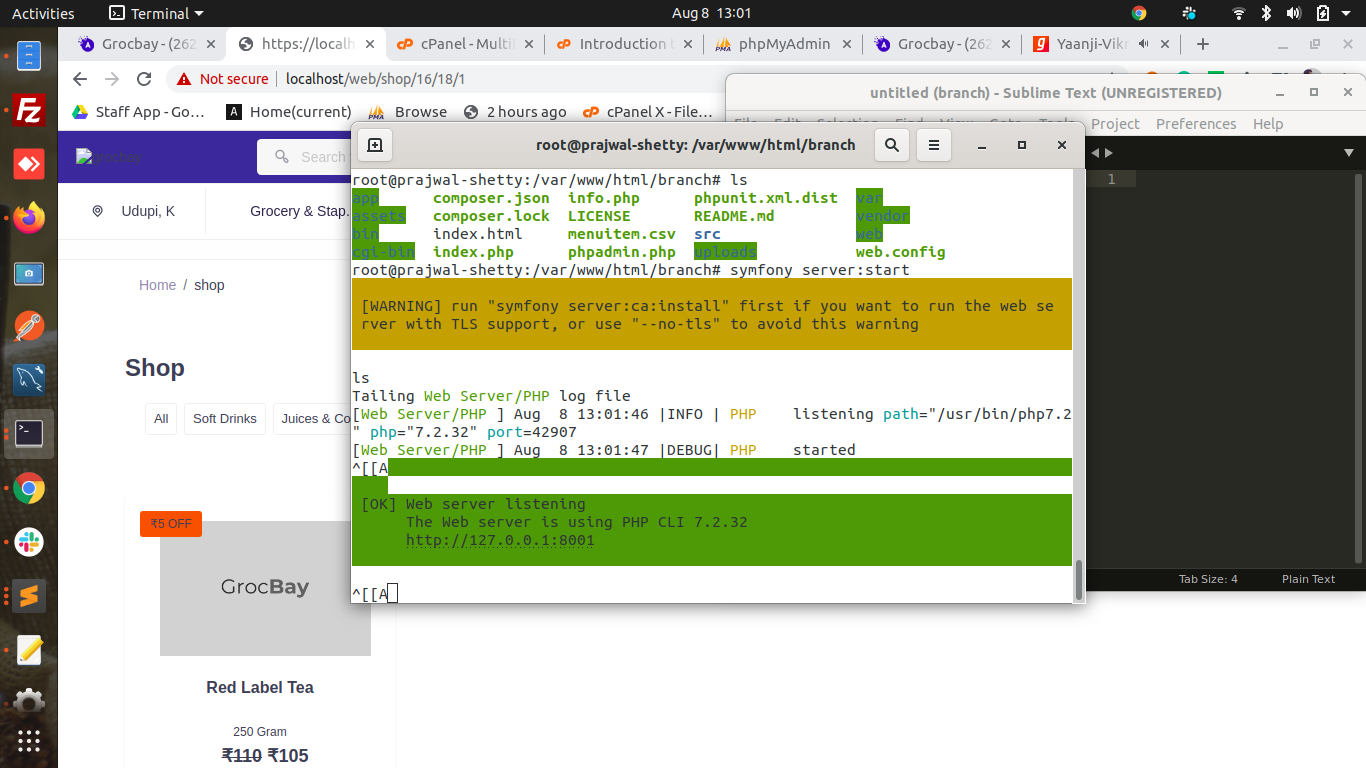 Activities Terminal Aug 8 13:01
Grocbay - (262 https://localh cPanel - Multi Introduction phpMyAdmin Grocbay - (262 Yaanji-Vikr
Not secure localhost/web/shop/16/18/1
Staff App - Go… Home(current) Browse 2 hours ago cPanel X - File…
untitled (branch) - Sublime Text (UNREGISTERED)
Project Preferences Help
grocbay Search
Udupi, K Grocery & Stap.
Home / shop
Shop
All Soft Drinks Juices & Co
₹5 OFF
GrocBay
Red Label Tea
250 Gram
₹110 ₹105
root@prajwal-shetty: /var/www/html/branch
root@prajwal-shetty:/var/www/html/branch# ls
app composer.json info.php phpunit.xml.dist var
assets composer.lock LICENSE README.md vendor
bin index.html menuitem.csv src web
cgi-bin index.php phpadmin.php uploads web.config
root@prajwal-shetty:/var/www/html/branch# symfony server:start
[WARNING] run "symfony server:ca:install" first if you want to run the web se
rver with TLS support, or use "--no-tls" to avoid this warning
ls
Tailing Web Server/PHP log file
[Web Server/PHP ] Aug 8 13:01:46 |INFO | PHP listening path="/usr/bin/php7.2
" php="7.2.32" port=42907
[Web Server/PHP ] Aug 8 13:01:47 |DEBUG| PHP started
^[[A
[OK] Web server listening
The Web server is using PHP CLI 7.2.32
http://127.0.0.1:8001
^[[A
1
Tab Size: 4 Plain Text